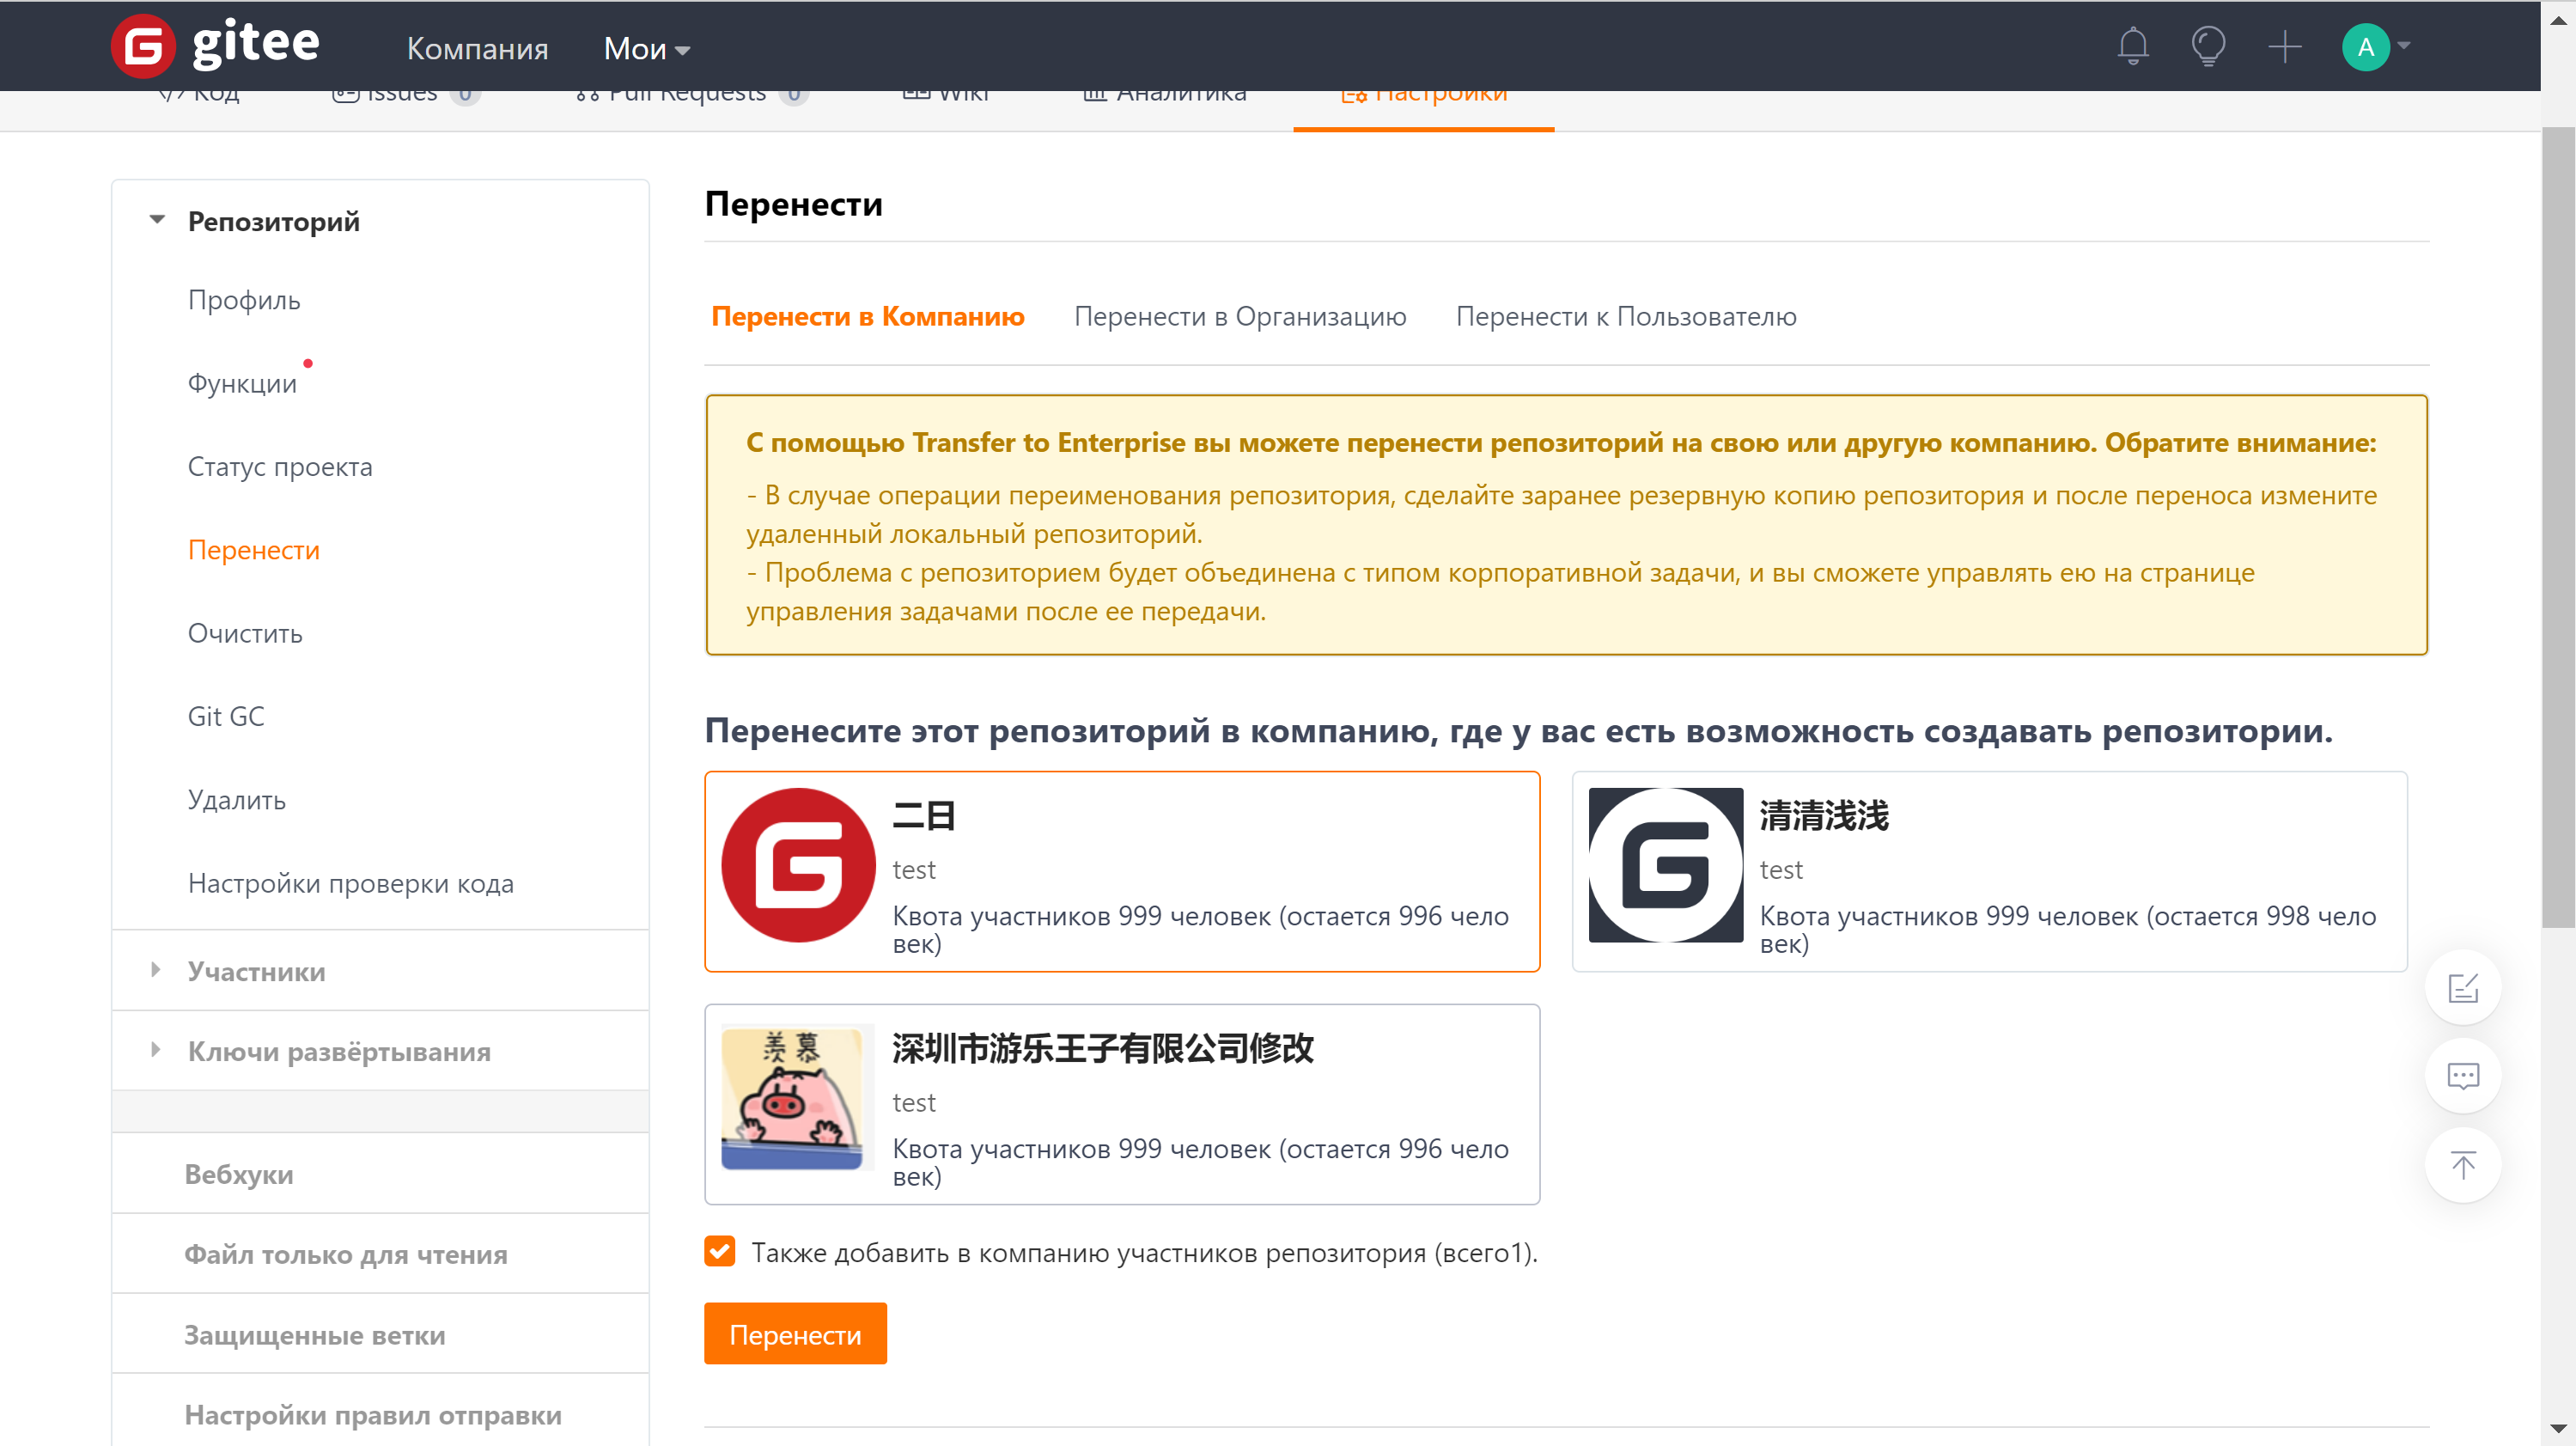 gitee
Компания
Мои
A
Код
Issues 0
Pull Requests 0
Wiki
Аналитика
Настройки
Репозиторий
Профиль
Функции
Статус проекта
Перенести
Очистить
Git GC
Удалить
Настройки проверки кода
Участники
Ключи развёртывания
Вебхуки
Файл только для чтения
Защищенные ветки
Настройки правил отправки
Перенести
Перенести в Компанию
Перенести в Организацию
Перенести к Пользователю
С помощью Transfer to Enterprise вы можете перенести репозиторий на свою или другую компанию. Обратите внимание:
- В случае операции переименования репозитория, сделайте заранее резервную копию репозитория и после переноса измените
удаленный локальный репозиторий.
- Проблема с репозиторием будет объединена с типом корпоративной задачи, и вы сможете управлять ею на странице
управления задачами после ее передачи.
Перенесите этот репозиторий в компанию, где у вас есть возможность создавать репозитории.
二日
test
Квота участников 999 человек (остается 996 чело
век)
清清浅浅
test
Квота участников 999 человек (остается 998 чело
век)
羡慕
深圳市游乐王子有限公司修改
test
Квота участников 999 человек (остается 996 чело
век)
Также добавить в компанию участников репозитория (всего1).
Перенести